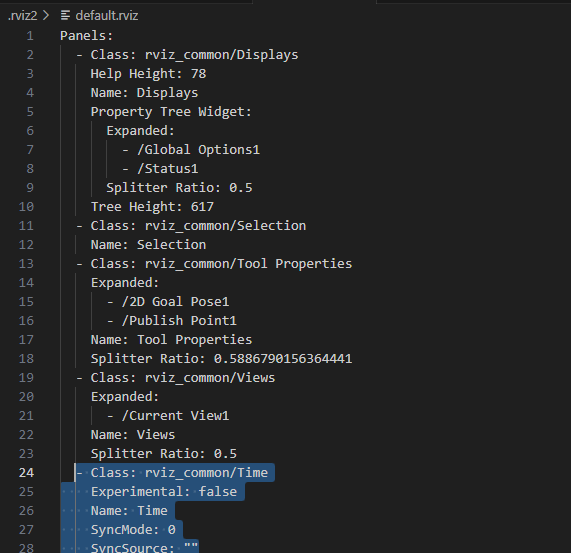 .rviz2 > default.rviz
1 Panels:
2 - Class: rviz_common/Displays
3 Help Height: 78
4 Name: Displays
5 Property Tree Widget:
6 Expanded:
7 - /Global Options1
8 - /Status1
9 Splitter Ratio: 0.5
10 Tree Height: 617
11 - Class: rviz_common/Selection
12 Name: Selection
13 - Class: rviz_common/Tool Properties
14 Expanded:
15 - /2D Goal Pose1
16 - /Publish Point1
17 Name: Tool Properties
18 Splitter Ratio: 0.5886790156364441
19 - Class: rviz_common/Views
20 Expanded:
21 - /Current View1
22 Name: Views
23 Splitter Ratio: 0.5
24 - Class: rviz_common/Time
25 Experimental: false
26 Name: Time
27 SyncMode: 0
28 SyncSource: ""